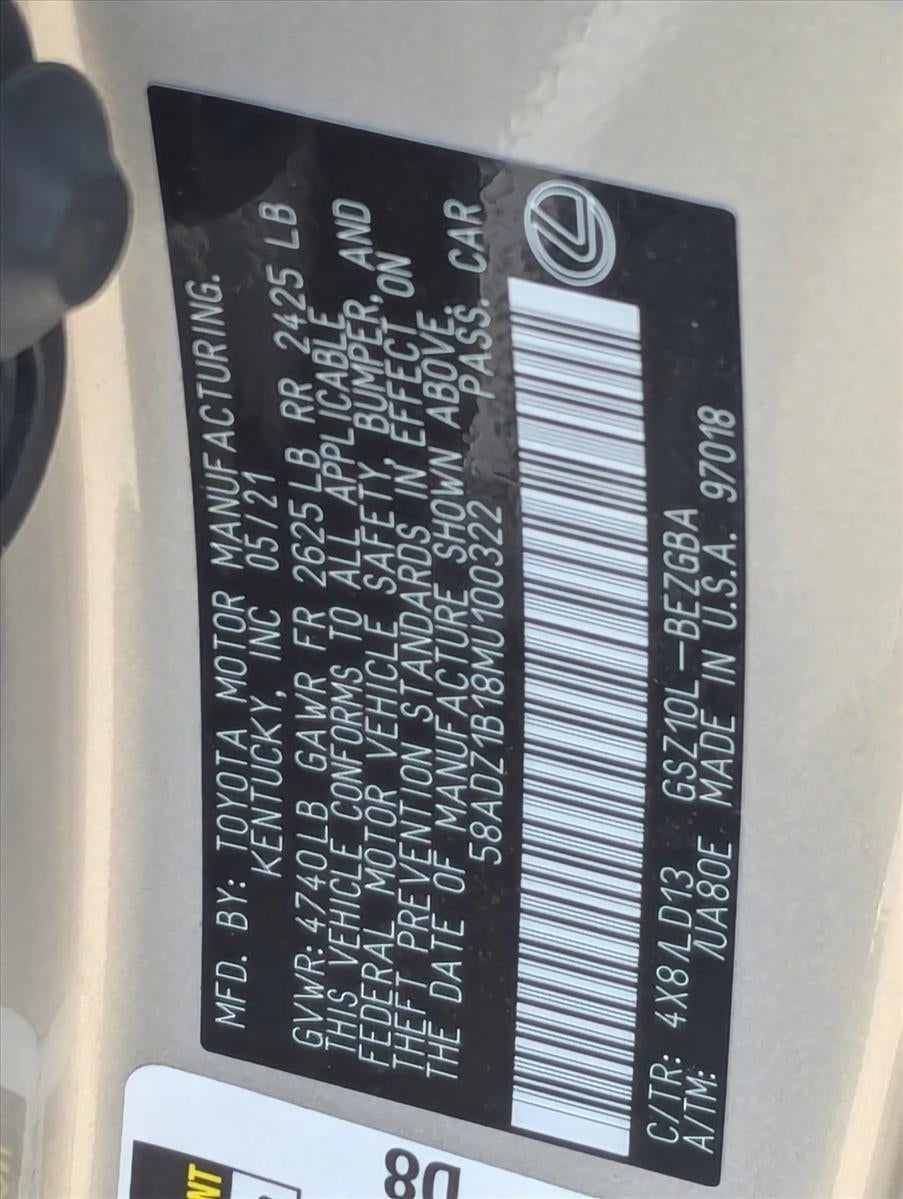 MFD. BY: TOYOTA MOTOR MANUFACTURING.
KENTUCKY, INC 05/21
GVWR: 4740LB GAWR FR 2625LB RR 2425 LB
THIS VEHICLE CONFORMS TO ALL APPLICABLE
FEDERAL MOTOR VEHICLE SAFETY, BUMPER, AND
THEFT PREVENTION STANDARDS IN EFFECT ON
THE DATE OF MANUFACTURE SHOWN ABOVE.
58ADZ1B18MU100322 PASS. CAR
C/TR: 4X8/LD13 GSZ10L-BEZGBA
A/TM: /UA80E MADE IN U.S.A. 97018
NT
D8